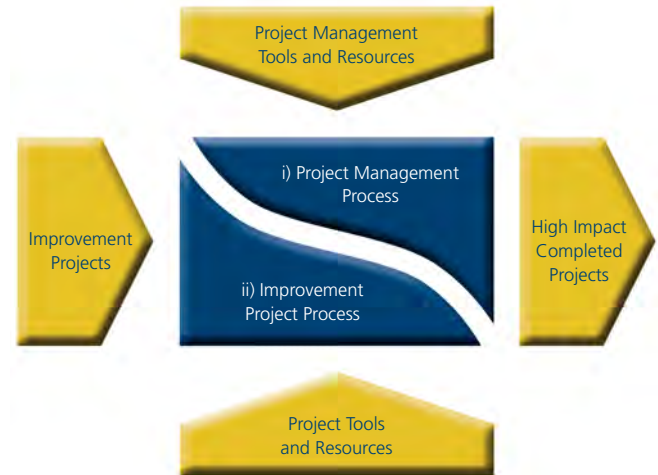 Project Management
Tools and Resources
i) Project Management
Process
Improvement
Projects
High Impact
Completed
Projects
ii) Improvement
Project Process
Project Tools
and Resources